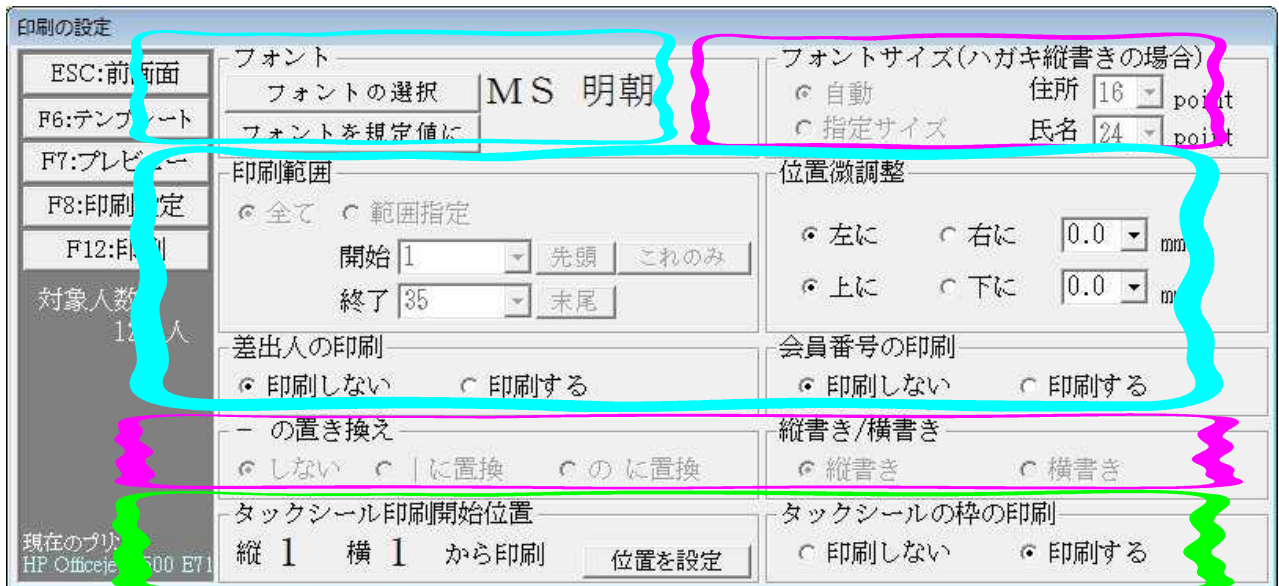 印刷の設定
ESC:前画面
F6:テンプレート
F7:プレビュー
F12:印刷
対象人数
人
現在のプリ
HP Officeje 500 E71
フォント
フォントの選択
MS 明朝
フォントを規定値に
フォントサイズ(ハガキ縦書きの場合)
自動 住所 16 point
指定サイズ 氏名 24 point
印刷範囲
全て 範囲指定
開始 1 先頭 これのみ
終了 35 末尾
位置微調整
左に 右に 0.0 mm
上に 下に 0.0
差出人の印刷
印刷しない 印刷する
会員番号の印刷
印刷しない 印刷する
− の置き換え
しない |に置換 の に置換
縦書き/横書き
縦書き 横書き
タックシール印刷開始位置
縦 1 横 1 から印刷 位置を設定
タックシールの枠の印刷
印刷しない 印刷する